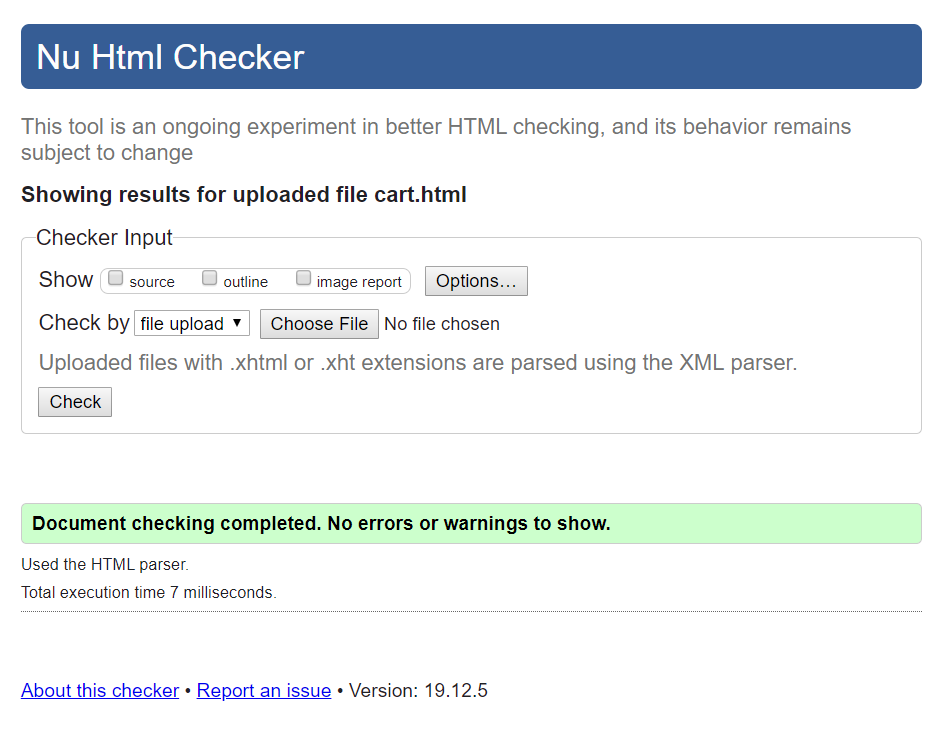 Nu Html Checker
This tool is an ongoing experiment in better HTML checking, and its behavior remains
subject to change
Showing results for uploaded file cart.html
Checker Input
Show source outline image report Options…
Check by file upload ▼ Choose File No file chosen
Uploaded files with .xhtml or .xht extensions are parsed using the XML parser.
Check
Document checking completed. No errors or warnings to show.
Used the HTML parser.
Total execution time 7 milliseconds.
About this checker • Report an issue • Version: 19.12.5